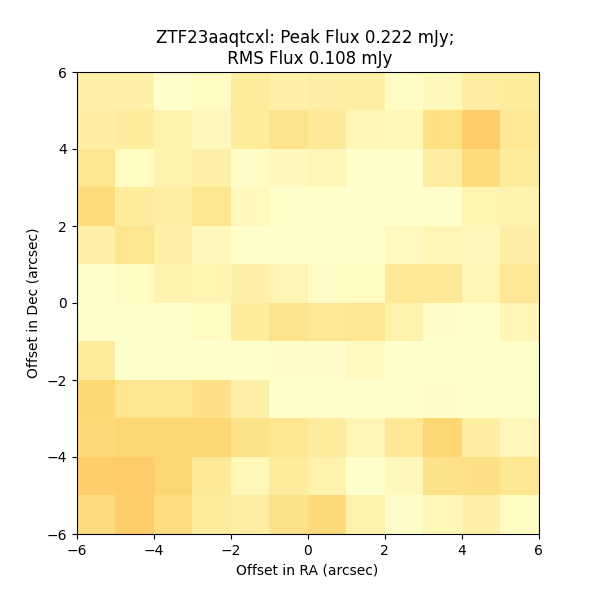 ZTF23aaqtcxl: Peak Flux 0.222 mJy;
RMS Flux 0.108 mJy
6
4
2
0
−2
−4
−6
Offset in Dec (arcsec)
−6 −4 −2 0 2 4 6
Offset in RA (arcsec)